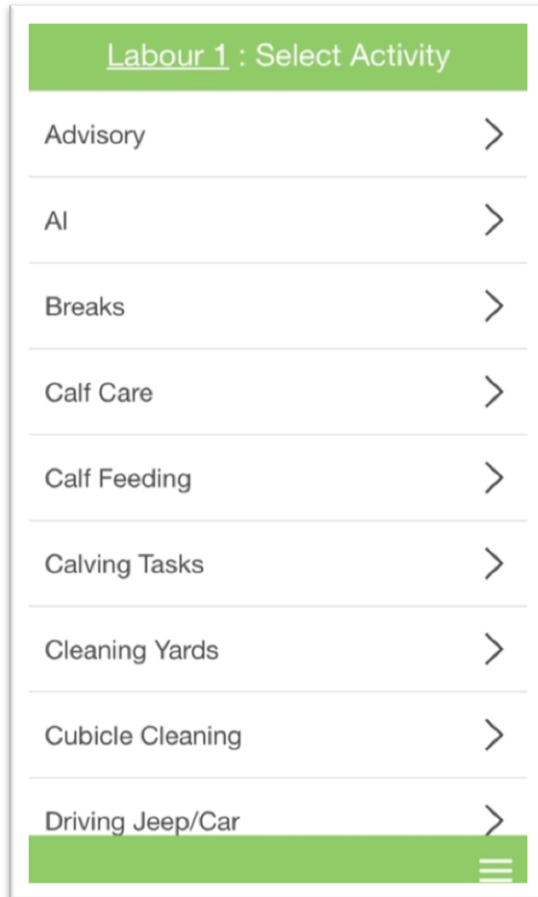 Labour 1 : Select Activity
Advisory
AI
Breaks
Calf Care
Calf Feeding
Calving Tasks
Cleaning Yards
Cubicle Cleaning
Driving Jeep/Car